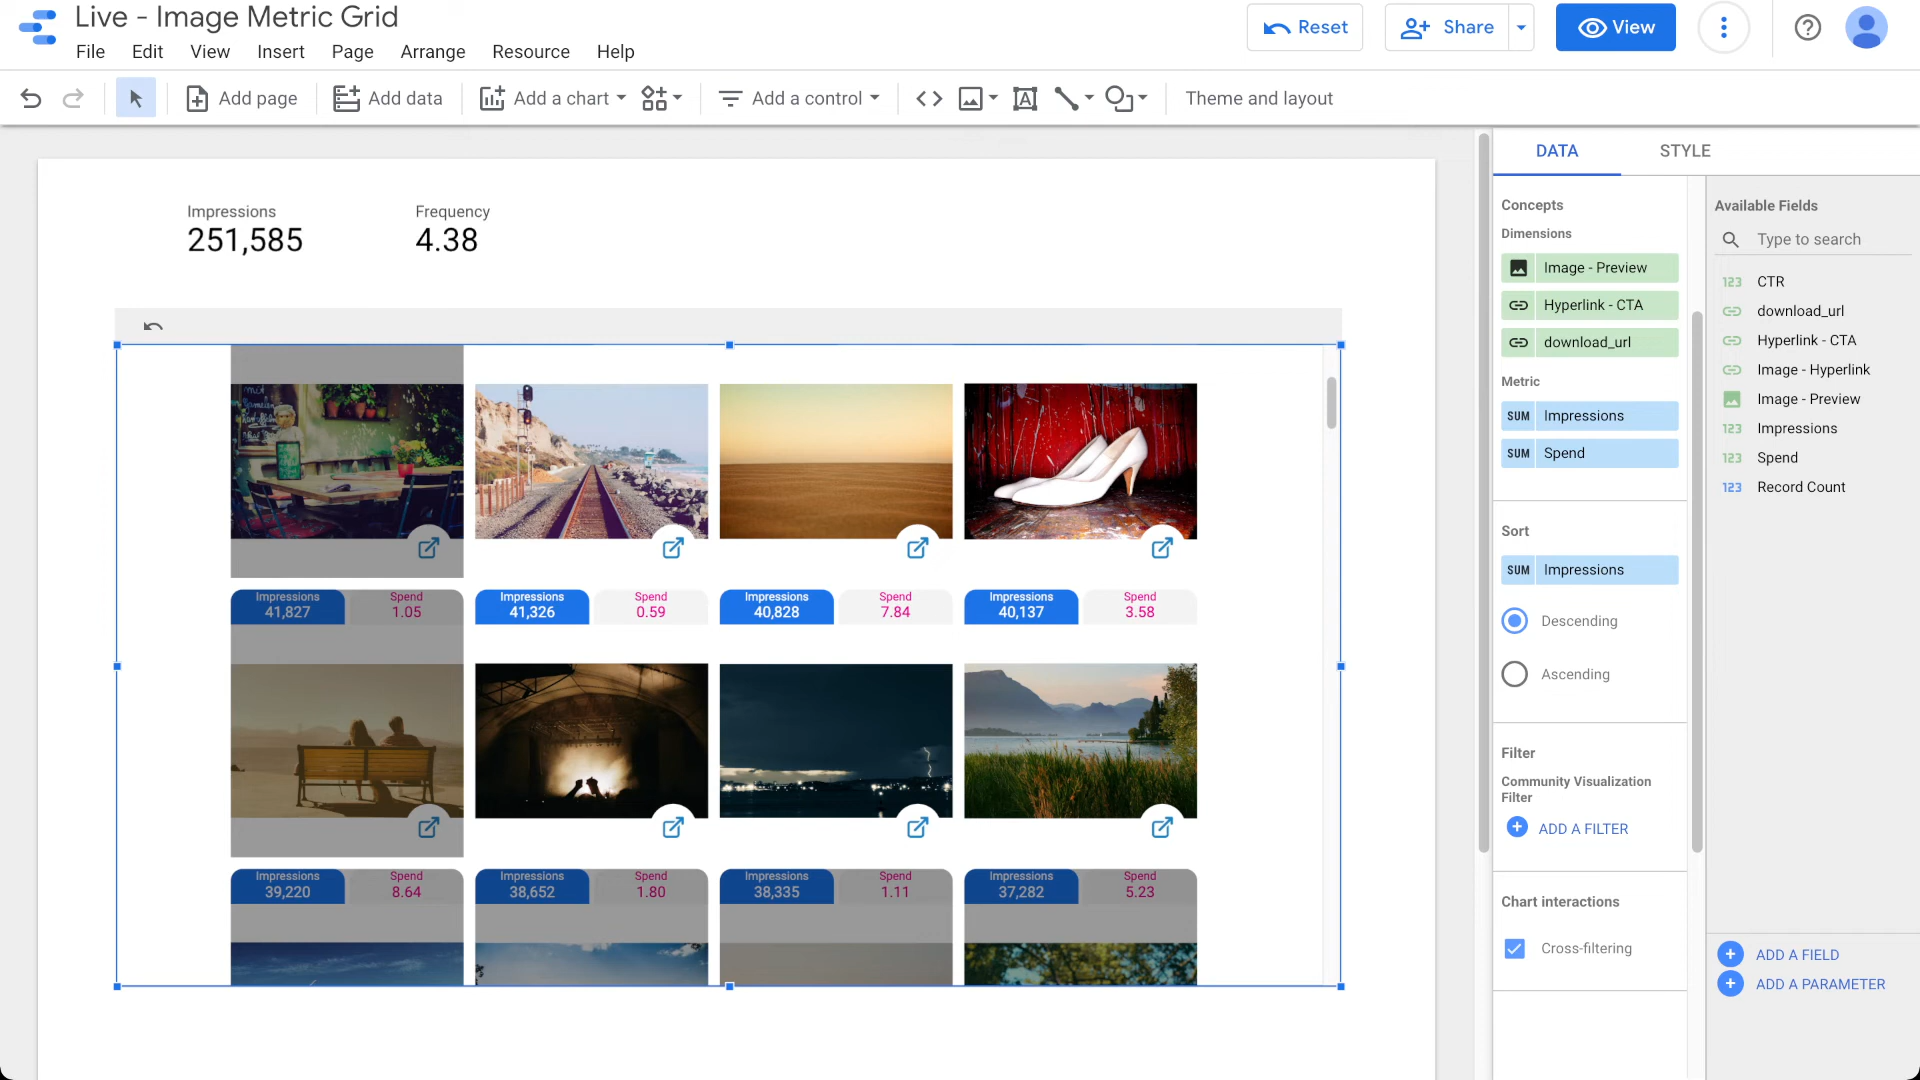 Live - Image Metric Grid
File Edit View Insert Page Arrange Resource Help
Reset
Share
View
Add page
Add data
Add a chart
Add a control
Theme and layout
Impressions
251,585
Frequency
4.38
Impressions
41,827
Spend
1.05
Impressions
41,326
Spend
0.59
Impressions
40,828
Spend
7.84
Impressions
40,137
Spend
3.58
Impressions
39,220
Spend
8.64
Impressions
38,652
Spend
1.80
Impressions
38,335
Spend
1.11
Impressions
37,282
Spend
5.23
DATA
STYLE
Concepts
Dimensions
Image - Preview
Hyperlink - CTA
download_url
Metric
SUM Impressions
SUM Spend
Sort
SUM Impressions
Descending
Ascending
Filter
Community Visualization
Filter
ADD A FILTER
Chart interactions
Cross-filtering
Available Fields
Type to search
123 CTR
download_url
Hyperlink - CTA
Image - Hyperlink
Image - Preview
123 Impressions
123 Spend
123 Record Count
ADD A FIELD
ADD A PARAMETER